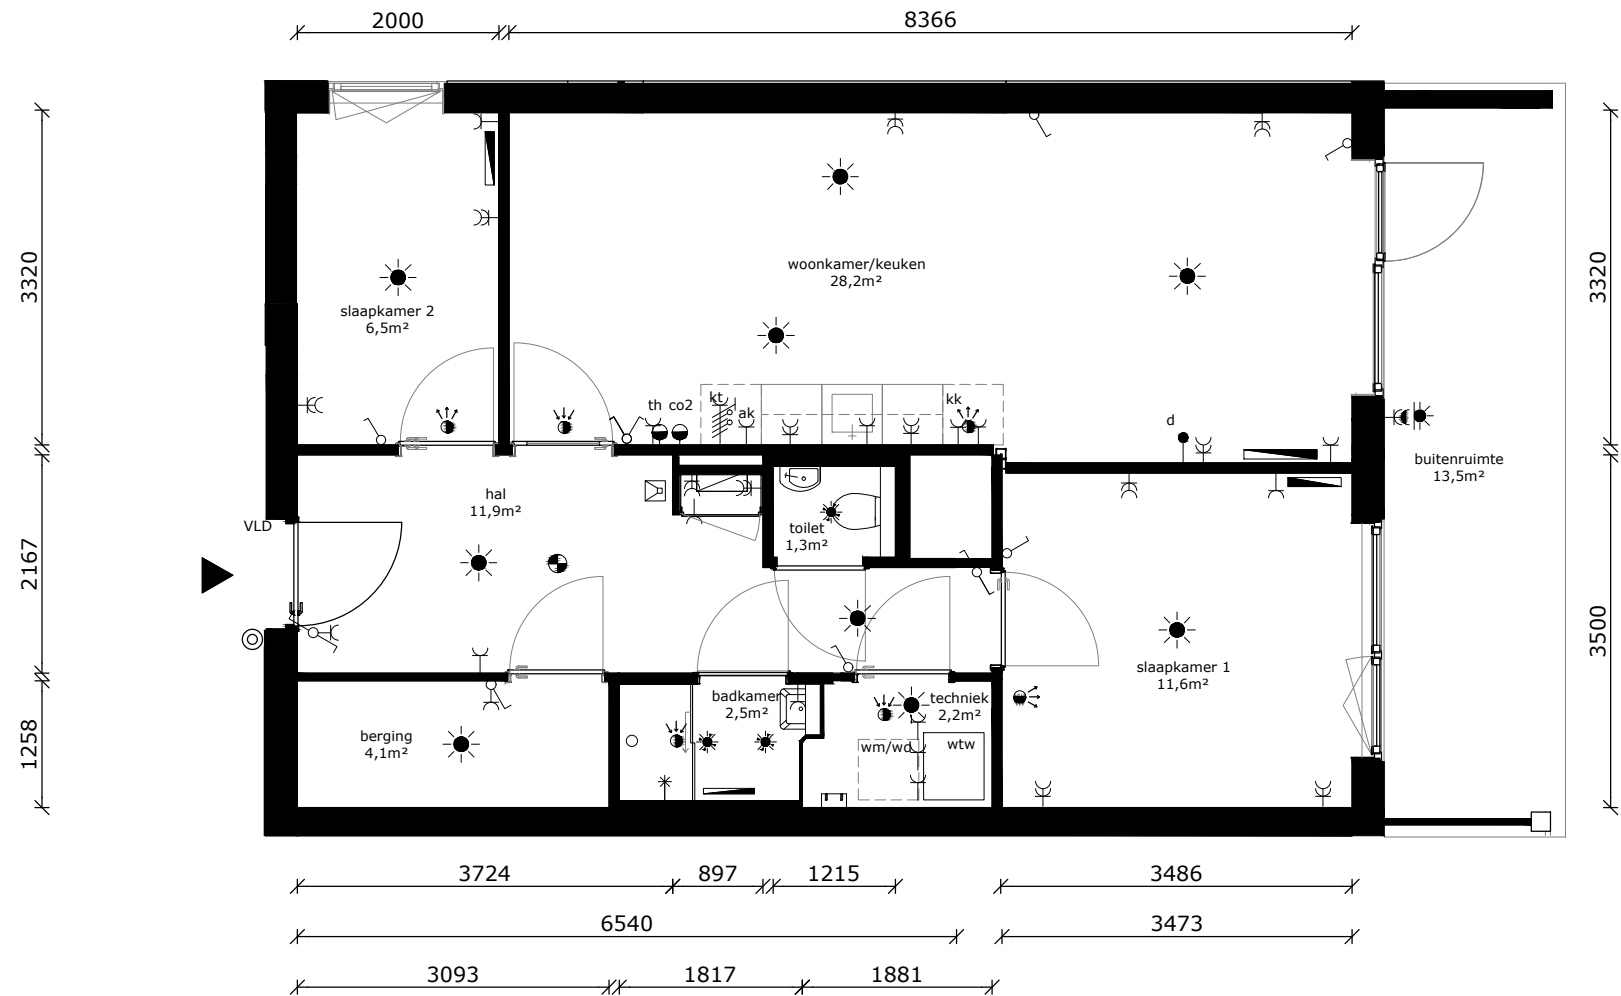 2000
8366
3320
3320
woonkamer/keuken
28,2m²
slaapkamer 2
6,5m²
th
co2
kt
ak
kk
d
buitenruimte
13,5m²
hal
11,9m²
VLD
toilet
1,3m²
2167
3500
slaapkamer 1
11,6m²
badkamer
2,5m²
techniek
2,2m²
berging
4,1m²
wm/wd
wtw
1258
3724
897
1215
3486
6540
3473
3093
1817
1881